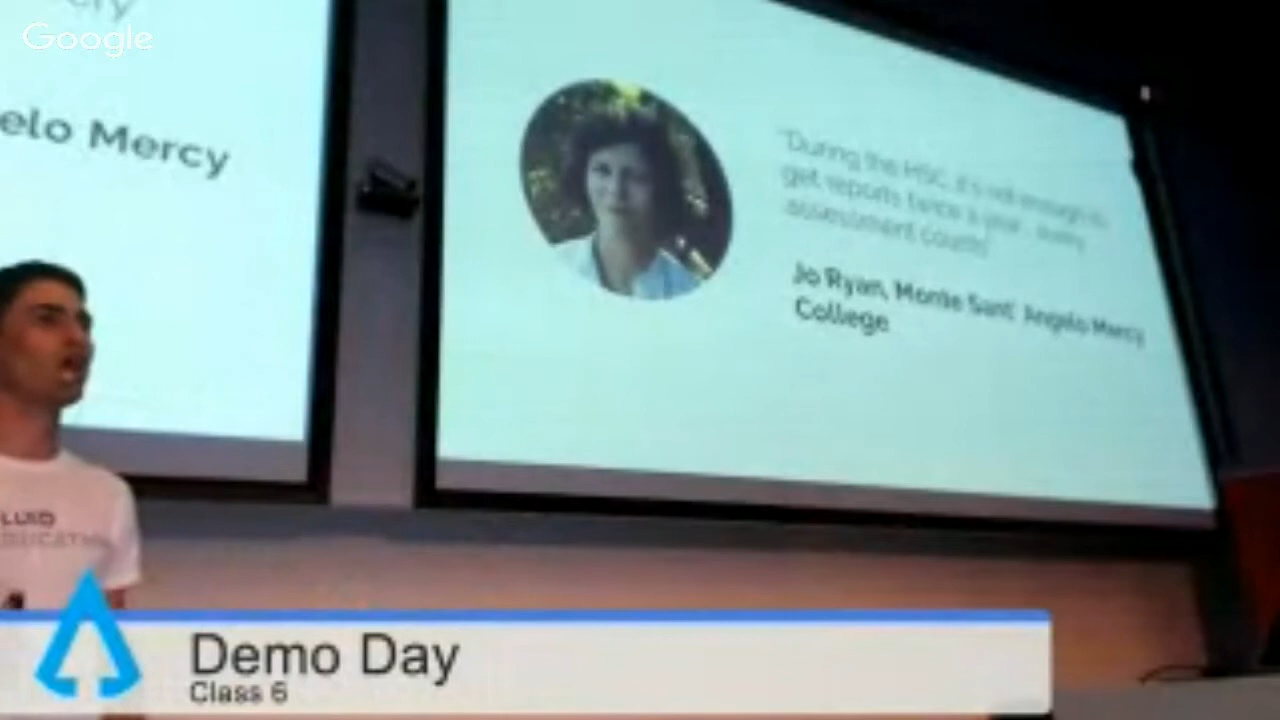 Google
elo Mercy
"During the HSC, it's not enough to
get reports twice a year... every
assessment counts"
Jo Ryan, Monte Sant' Angelo Mercy
College
LUID
Demo Day
Class 6